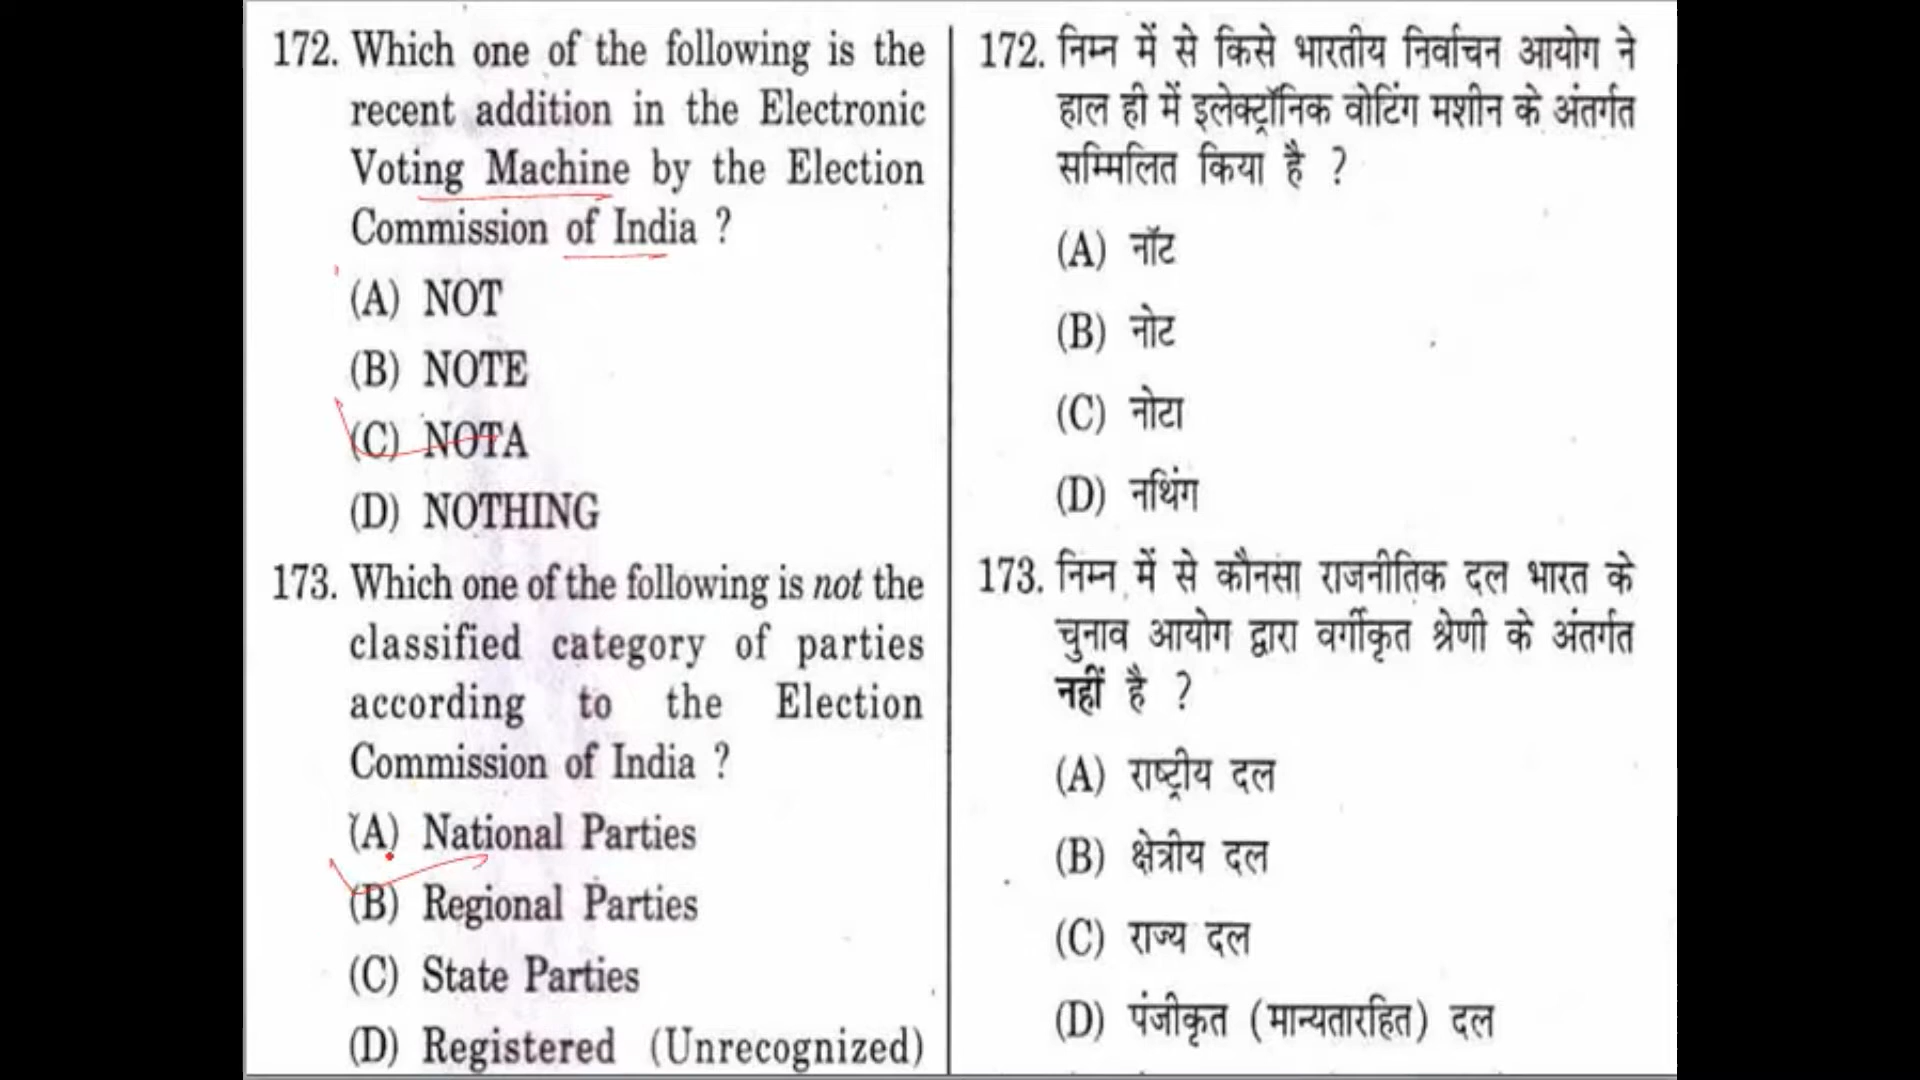 172. Which one of the following is the
recent addition in the Electronic
Voting Machine by the Election
Commission of India ?
(A) NOT
(B) NOTE
(C) NOTA
(D) NOTHING
173. Which one of the following is not the
classified category of parties
according to the Election
Commission of India ?
(A) National Parties
(B) Regional Parties
(C) State Parties
(D) Registered (Unrecognized)
172. निम्न में से किसे भारतीय निर्वाचन आयोग ने
हाल ही में इलेक्ट्रॉनिक वोटिंग मशीन के अंतर्गत
सम्मिलित किया है ?
(A) नॉट
(B) नोट
(C) नोटा
(D) नथिंग
173. निम्न में से कौनसा राजनीतिक दल भारत के
चुनाव आयोग द्वारा वर्गीकृत श्रेणी के अंतर्गत
नहीं है ?
(A) राष्ट्रीय दल
(B) क्षेत्रीय दल
(C) राज्य दल
(D) पंजीकृत (मान्यतारहित) दल